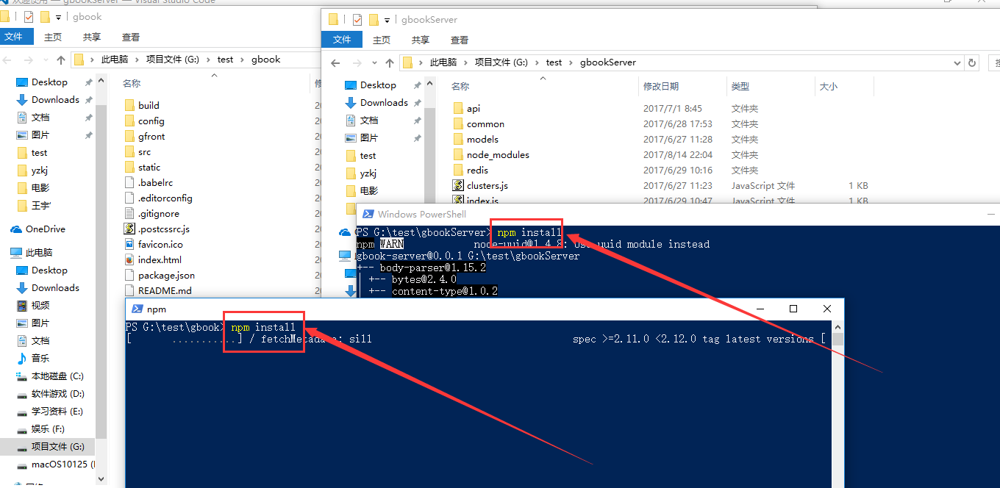 欢迎使用 — gbookServer — Visual Studio Code
gbook
文件
主页
共享
查看
此电脑 › 项目文件 (G:) › test › gbook
Desktop
Downloads
文档
图片
test
yzkj
电影
王宇
OneDrive
此电脑
Desktop
Downloads
视频
图片
文档
音乐
本地磁盘 (C:)
软件游戏 (D:)
学习资料 (E:)
娱乐 (F:)
项目文件 (G:)
macOS10125
名称
修
build
config
gfront
src
static
.babelrc
.editorconfig
.gitignore
.postcssrc.js
favicon.ico
index.html
package.json
README.md
gbookServer
文件
主页
共享
查看
此电脑 › 项目文件 (G:) › test › gbookServer
Desktop
Downloads
文档
图片
test
yzkj
电影
名称 修改日期 类型 大小
api 2017/7/1 8:45 文件夹
common 2017/6/28 17:53 文件夹
models 2017/6/27 11:28 文件夹
node_modules 2017/8/14 22:04 文件夹
redis 2017/6/29 10:16 文件夹
clusters.js 2017/6/27 11:23 JavaScript 文件 1 KB
index.js 2017/6/29 10:47 JavaScript 文件 1 KB
Windows PowerShell
PS G:\test\gbookServer> npm install
npm WARN node-uuid@1.4.8: Use uuid module instead
gbook-server@0.0.1 G:\test\gbookServer
+-- body-parser@1.15.2
| +-- bytes@2.4.0
| +-- content-type@1.0.2
npm
PS G:\test\gbook> npm install
[ ..........] / fetchMetadata: sill spec >=2.11.0 <2.12.0 tag latest versions [